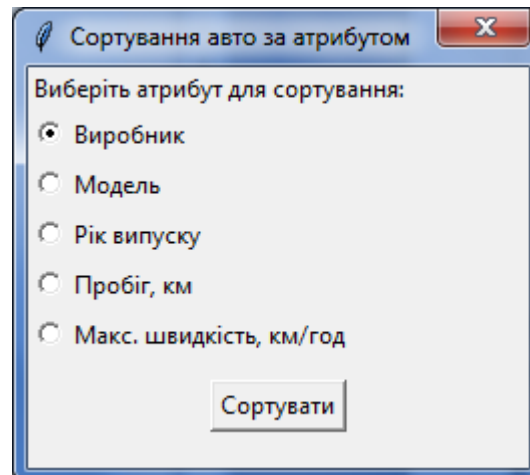 Сортування авто за атрибутом
Виберіть атрибут для сортування:
Виробник
Модель
Рік випуску
Пробіг, км
Макс. швидкість, км/год
Сортувати